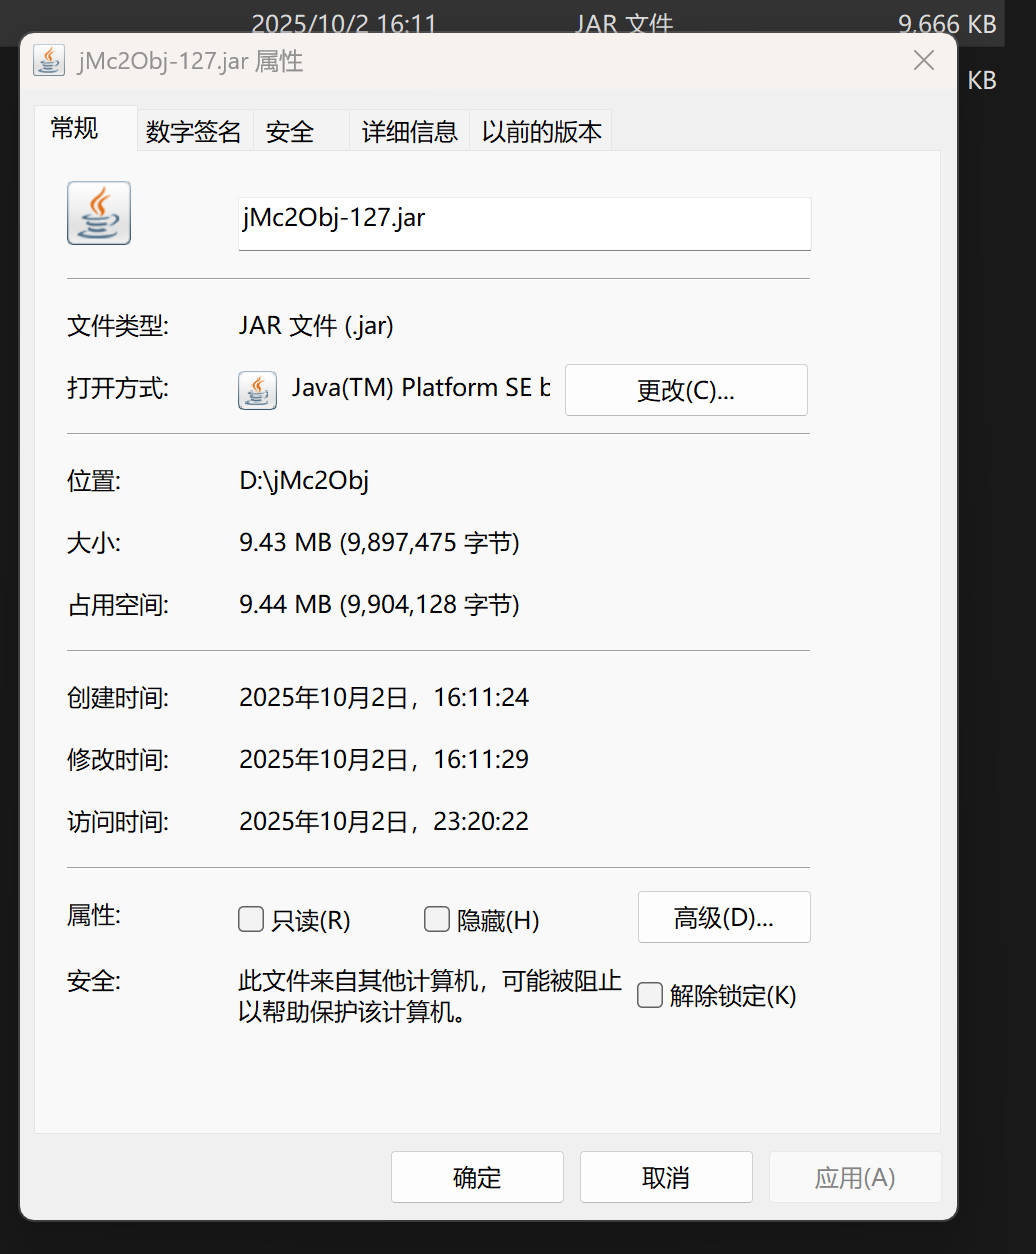 2025/10/2 16:11 JAR 文件 9,666 KB
jMc2Obj-127.jar 属性
KB
常规 数字签名 安全 详细信息 以前的版本
jMc2Obj-127.jar
文件类型: JAR 文件 (.jar)
打开方式: Java(TM) Platform SE b 更改(C)...
位置: D:\jMc2Obj
大小: 9.43 MB (9,897,475 字节)
占用空间: 9.44 MB (9,904,128 字节)
创建时间: 2025年10月2日，16:11:24
修改时间: 2025年10月2日，16:11:29
访问时间: 2025年10月2日，23:20:22
属性: 只读(R) 隐藏(H) 高级(D)...
安全: 此文件来自其他计算机，可能被阻止
以帮助保护该计算机。 解除锁定(K)
确定 取消 应用(A)